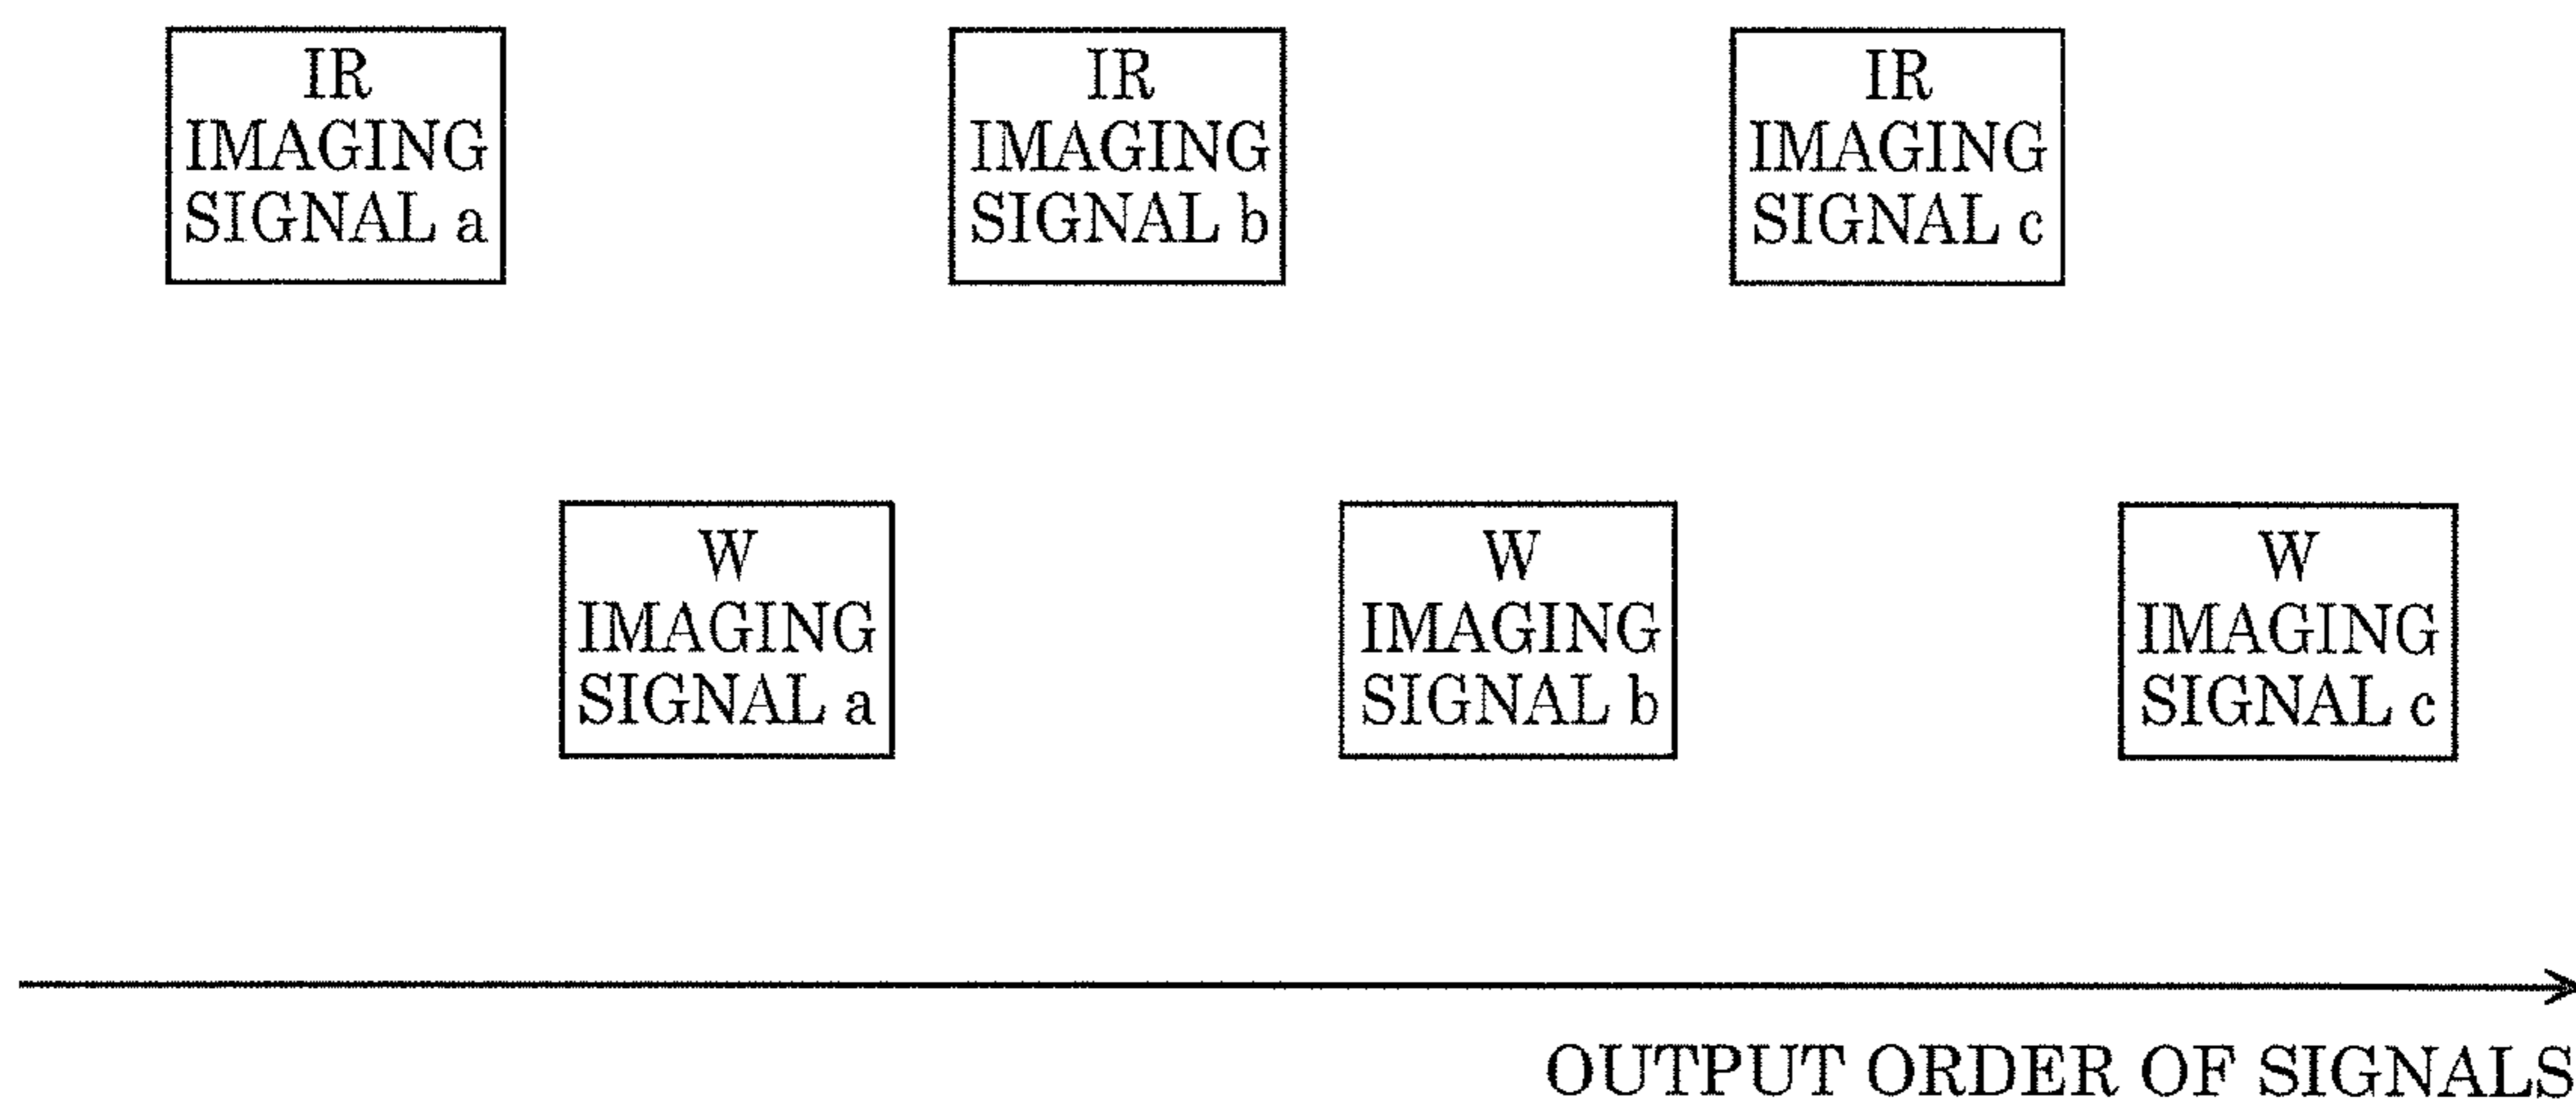 IR
IMAGING
SIGNAL a
IR
IMAGING
SIGNAL b
IR
IMAGING
SIGNAL c
W
IMAGING
SIGNAL a
W
IMAGING
SIGNAL b
W
IMAGING
SIGNAL c
OUTPUT ORDER OF SIGNALS